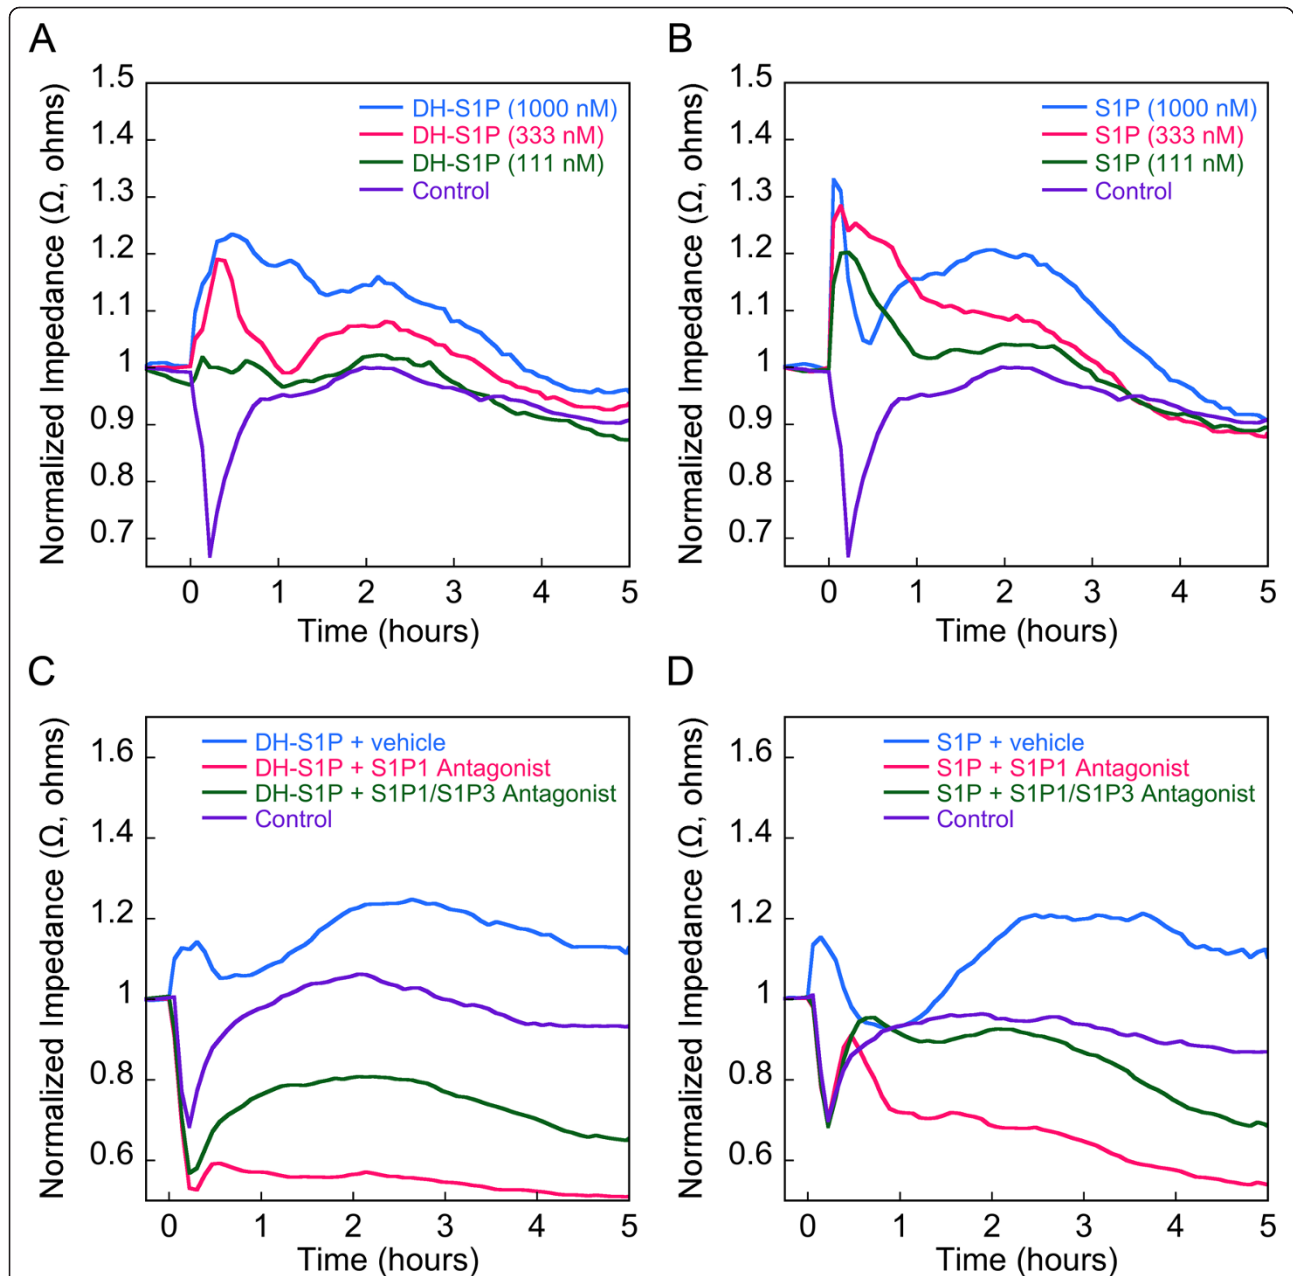 A
Normalized Impedance (Ω, ohms)
1.5
1.4
1.3
1.2
1.1
1
0.9
0.8
0.7
DH-S1P (1000 nM)
DH-S1P (333 nM)
DH-S1P (111 nM)
Control
0 1 2 3 4 5
Time (hours)
B
Normalized Impedance (Ω, ohms)
1.5
1.4
1.3
1.2
1.1
1
0.9
0.8
0.7
S1P (1000 nM)
S1P (333 nM)
S1P (111 nM)
Control
0 1 2 3 4 5
Time (hours)
C
Normalized Impedance (Ω, ohms)
1.6
1.4
1.2
1
0.8
0.6
DH-S1P + vehicle
DH-S1P + S1P1 Antagonist
DH-S1P + S1P1/S1P3 Antagonist
Control
0 1 2 3 4 5
Time (hours)
D
Normalized Impedance (Ω, ohms)
1.6
1.4
1.2
1
0.8
0.6
S1P + vehicle
S1P + S1P1 Antagonist
S1P + S1P1/S1P3 Antagonist
Control
0 1 2 3 4 5
Time (hours)